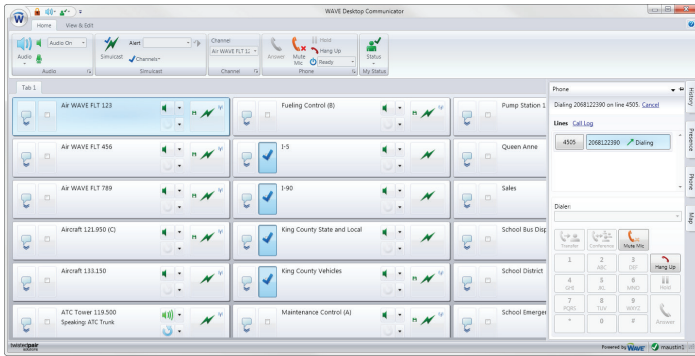 WAVE Desktop Communicator
Home View & Edit
Audio
Audio On
Simulcast
Alert
Channels
Channel
Air WAVE FLT 12
Answer
Mute Mic
Hold
Hang Up
Ready
Status
Audio Simulcast Channel Phone My Status
Tab 1
Air WAVE FLT 123
Fueling Control (B)
Pump Station 1
Air WAVE FLT 456
I-5
Queen Anne
Air WAVE FLT 789
I-90
Sales
Aircraft 121.950 (C)
King County State and Local
School Bus Disp
Aircraft 133.150
King County Vehicles
School District
ATC Tower 119.500
Speaking: ATC Trunk
Maintenance Control (A)
School Emerger
Phone
Dialing 2068122390 on line 4505. Cancel
Lines Call Log
4505 2068122390 Dialing
Dialer:
Transfer Conference Mute Mic
1 2 ABC 3 DEF Hang Up
4 GHI 5 JKL 6 MNO Hold
7 PQRS 8 TUV 9 WXYZ
* 0 # Answer
History
Presence
Phone
Map
twistedpair
solutions
Powered by WAVE
maustin1